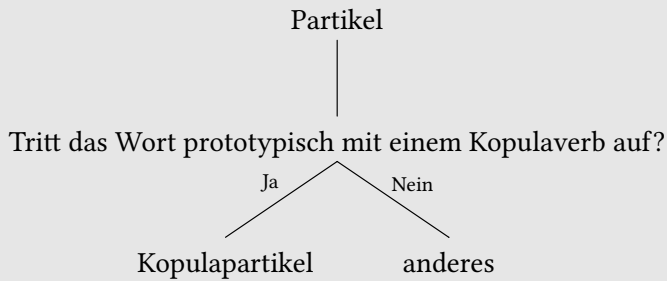 Partikel
Tritt das Wort prototypisch mit einem Kopulaverb auf?
Ja
Nein
Kopulapartikel
anderes